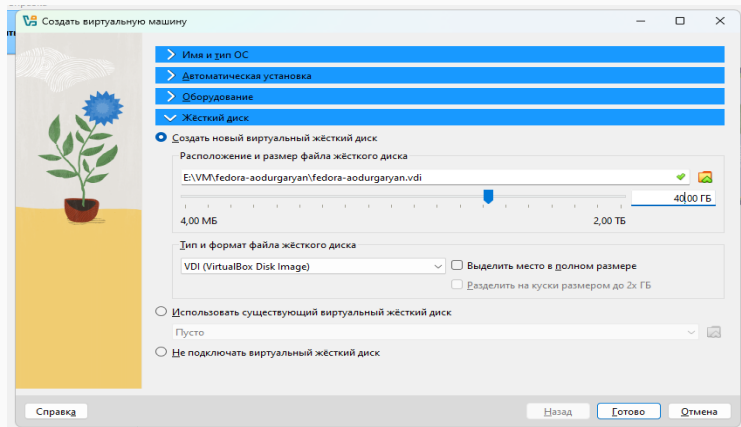 Создать виртуальную машину
Имя и тип ОС
Автоматическая установка
Оборудование
Жёсткий диск
Создать новый виртуальный жёсткий диск
Расположение и размер файла жёсткого диска
E:\VM\fedora-aodurgaryan\fedora-aodurgaryan.vdi
40,00 ГБ
4,00 МБ 2,00 ТБ
Тип и формат файла жёсткого диска
VDI (VirtualBox Disk Image) Выделить место в полном размере
Разделить на куски размером до 2х ГБ
Использовать существующий виртуальный жёсткий диск
Пусто
Не подключать виртуальный жёсткий диск
Справка Назад Готово Отмена